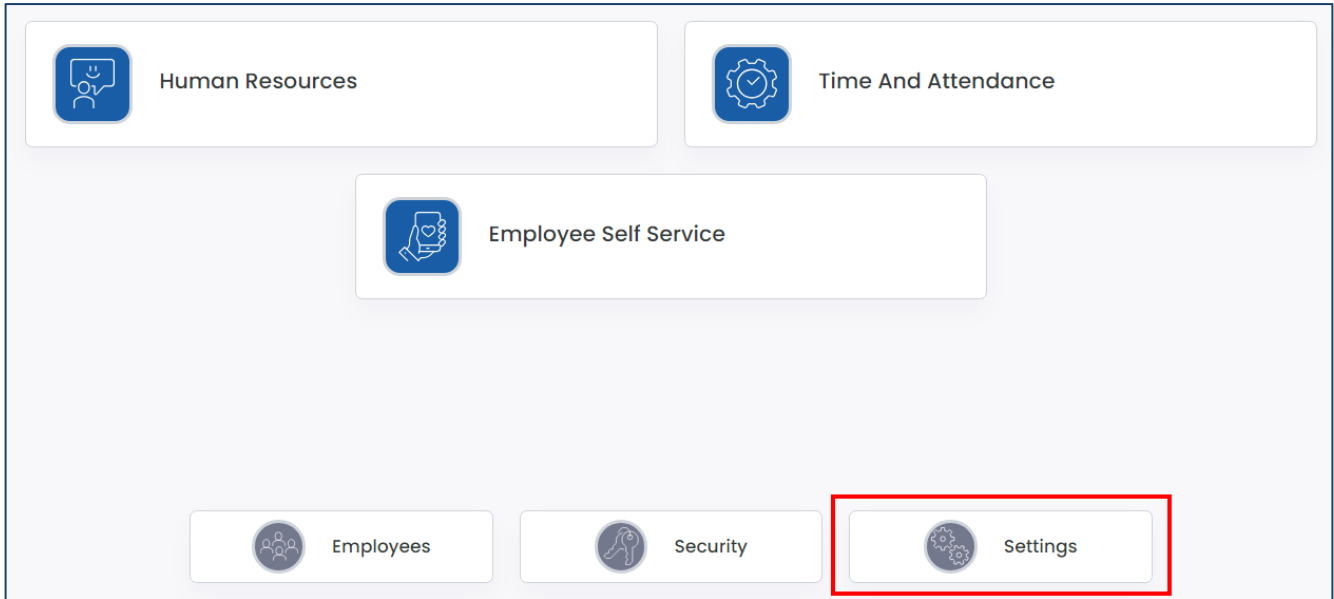 Human Resources
Time And Attendance
Employee Self Service
Employees
Security
Settings